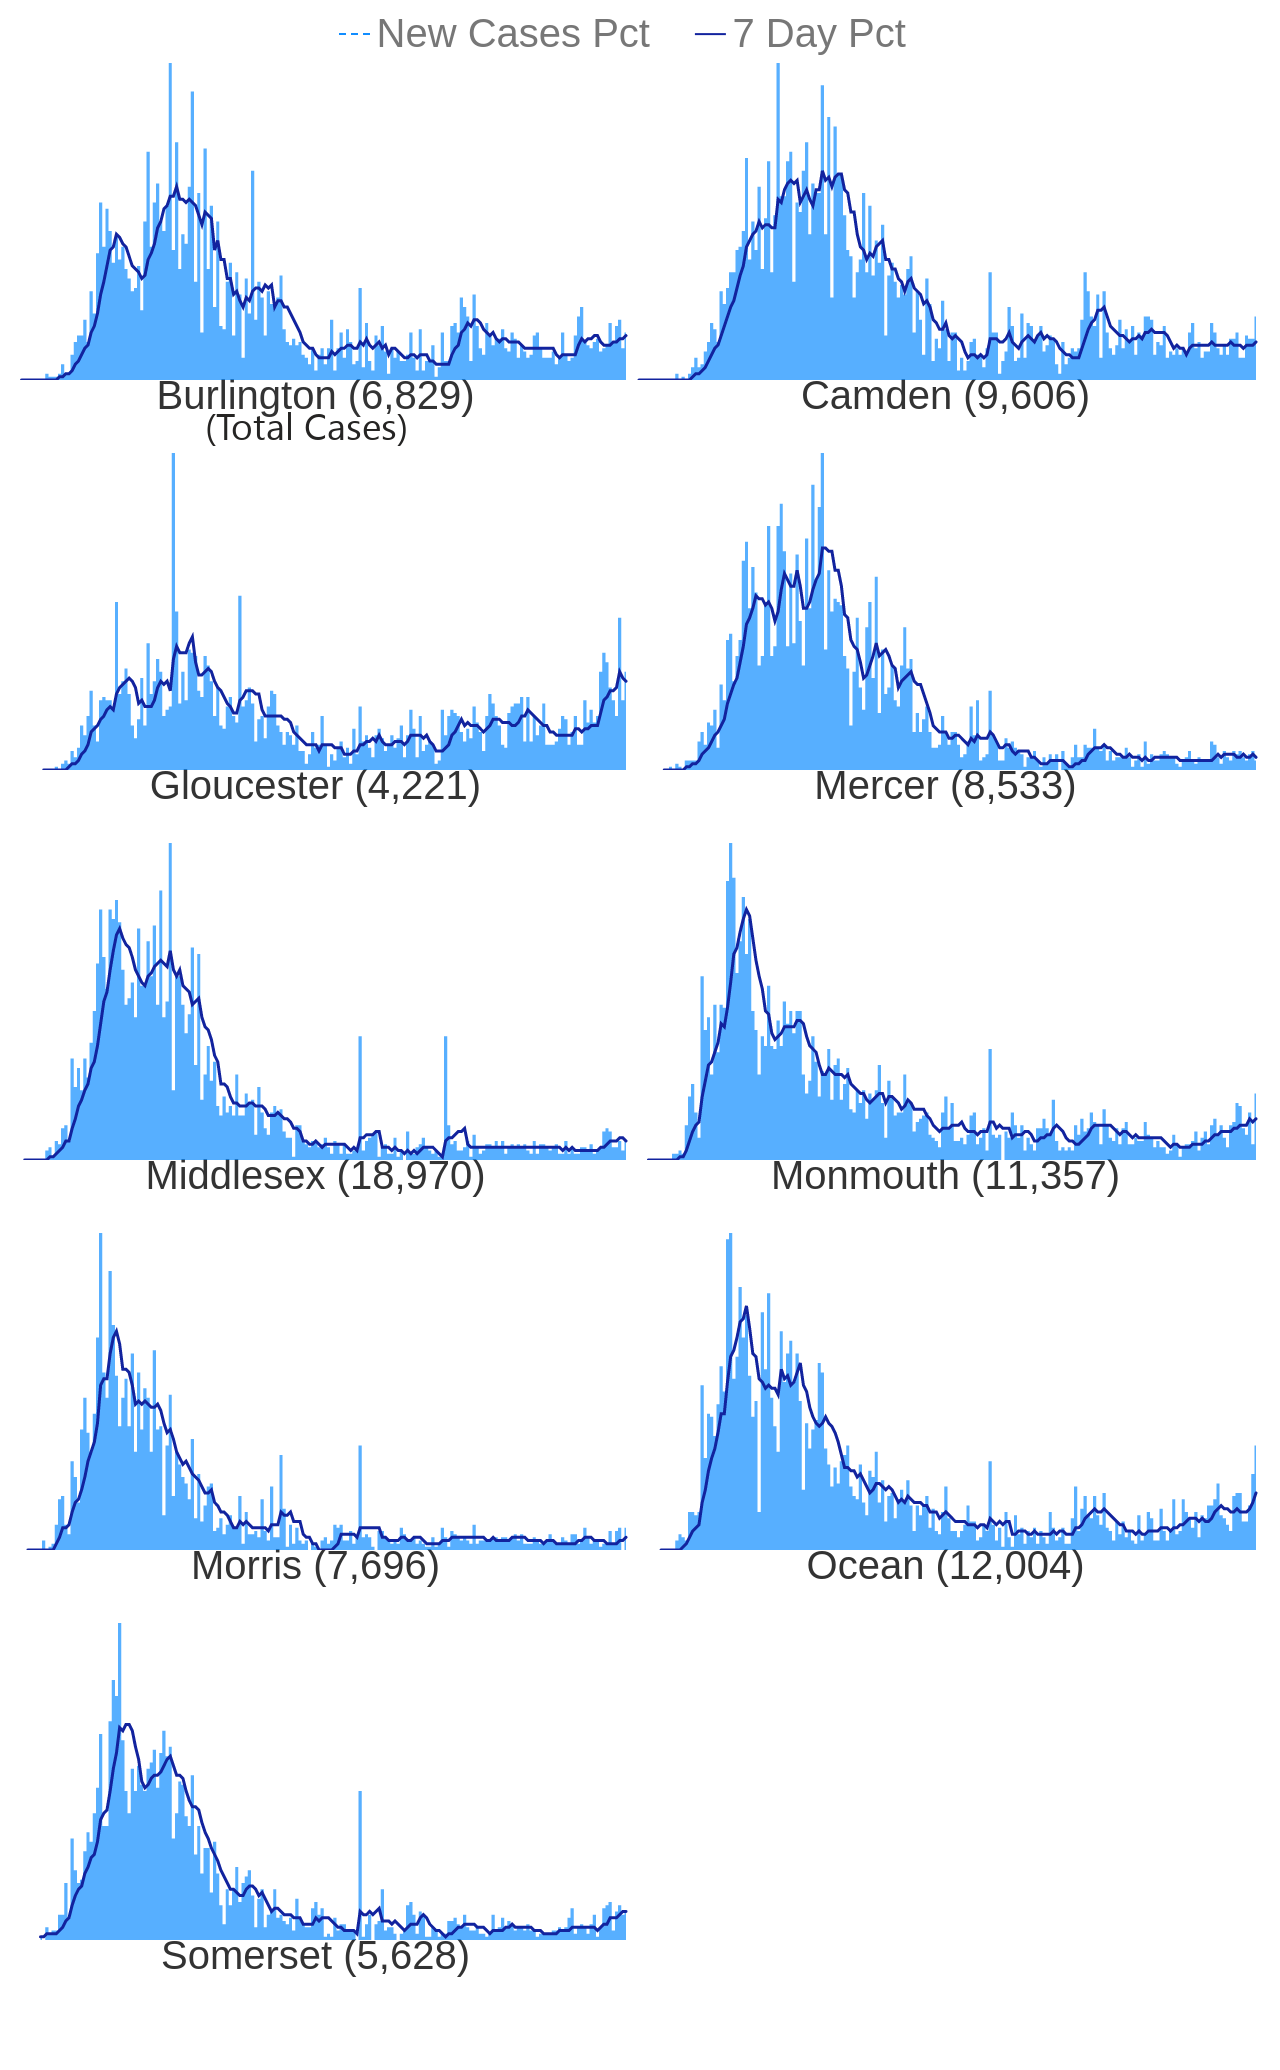 New Cases Pct 7 Day Pct
Burlington (6,829) Camden (9,606)
(Total Cases)
Gloucester (4,221) Mercer (8,533)
Middlesex (18,970) Monmouth (11,357)
Morris (7,696) Ocean (12,004)
Somerset (5,628)